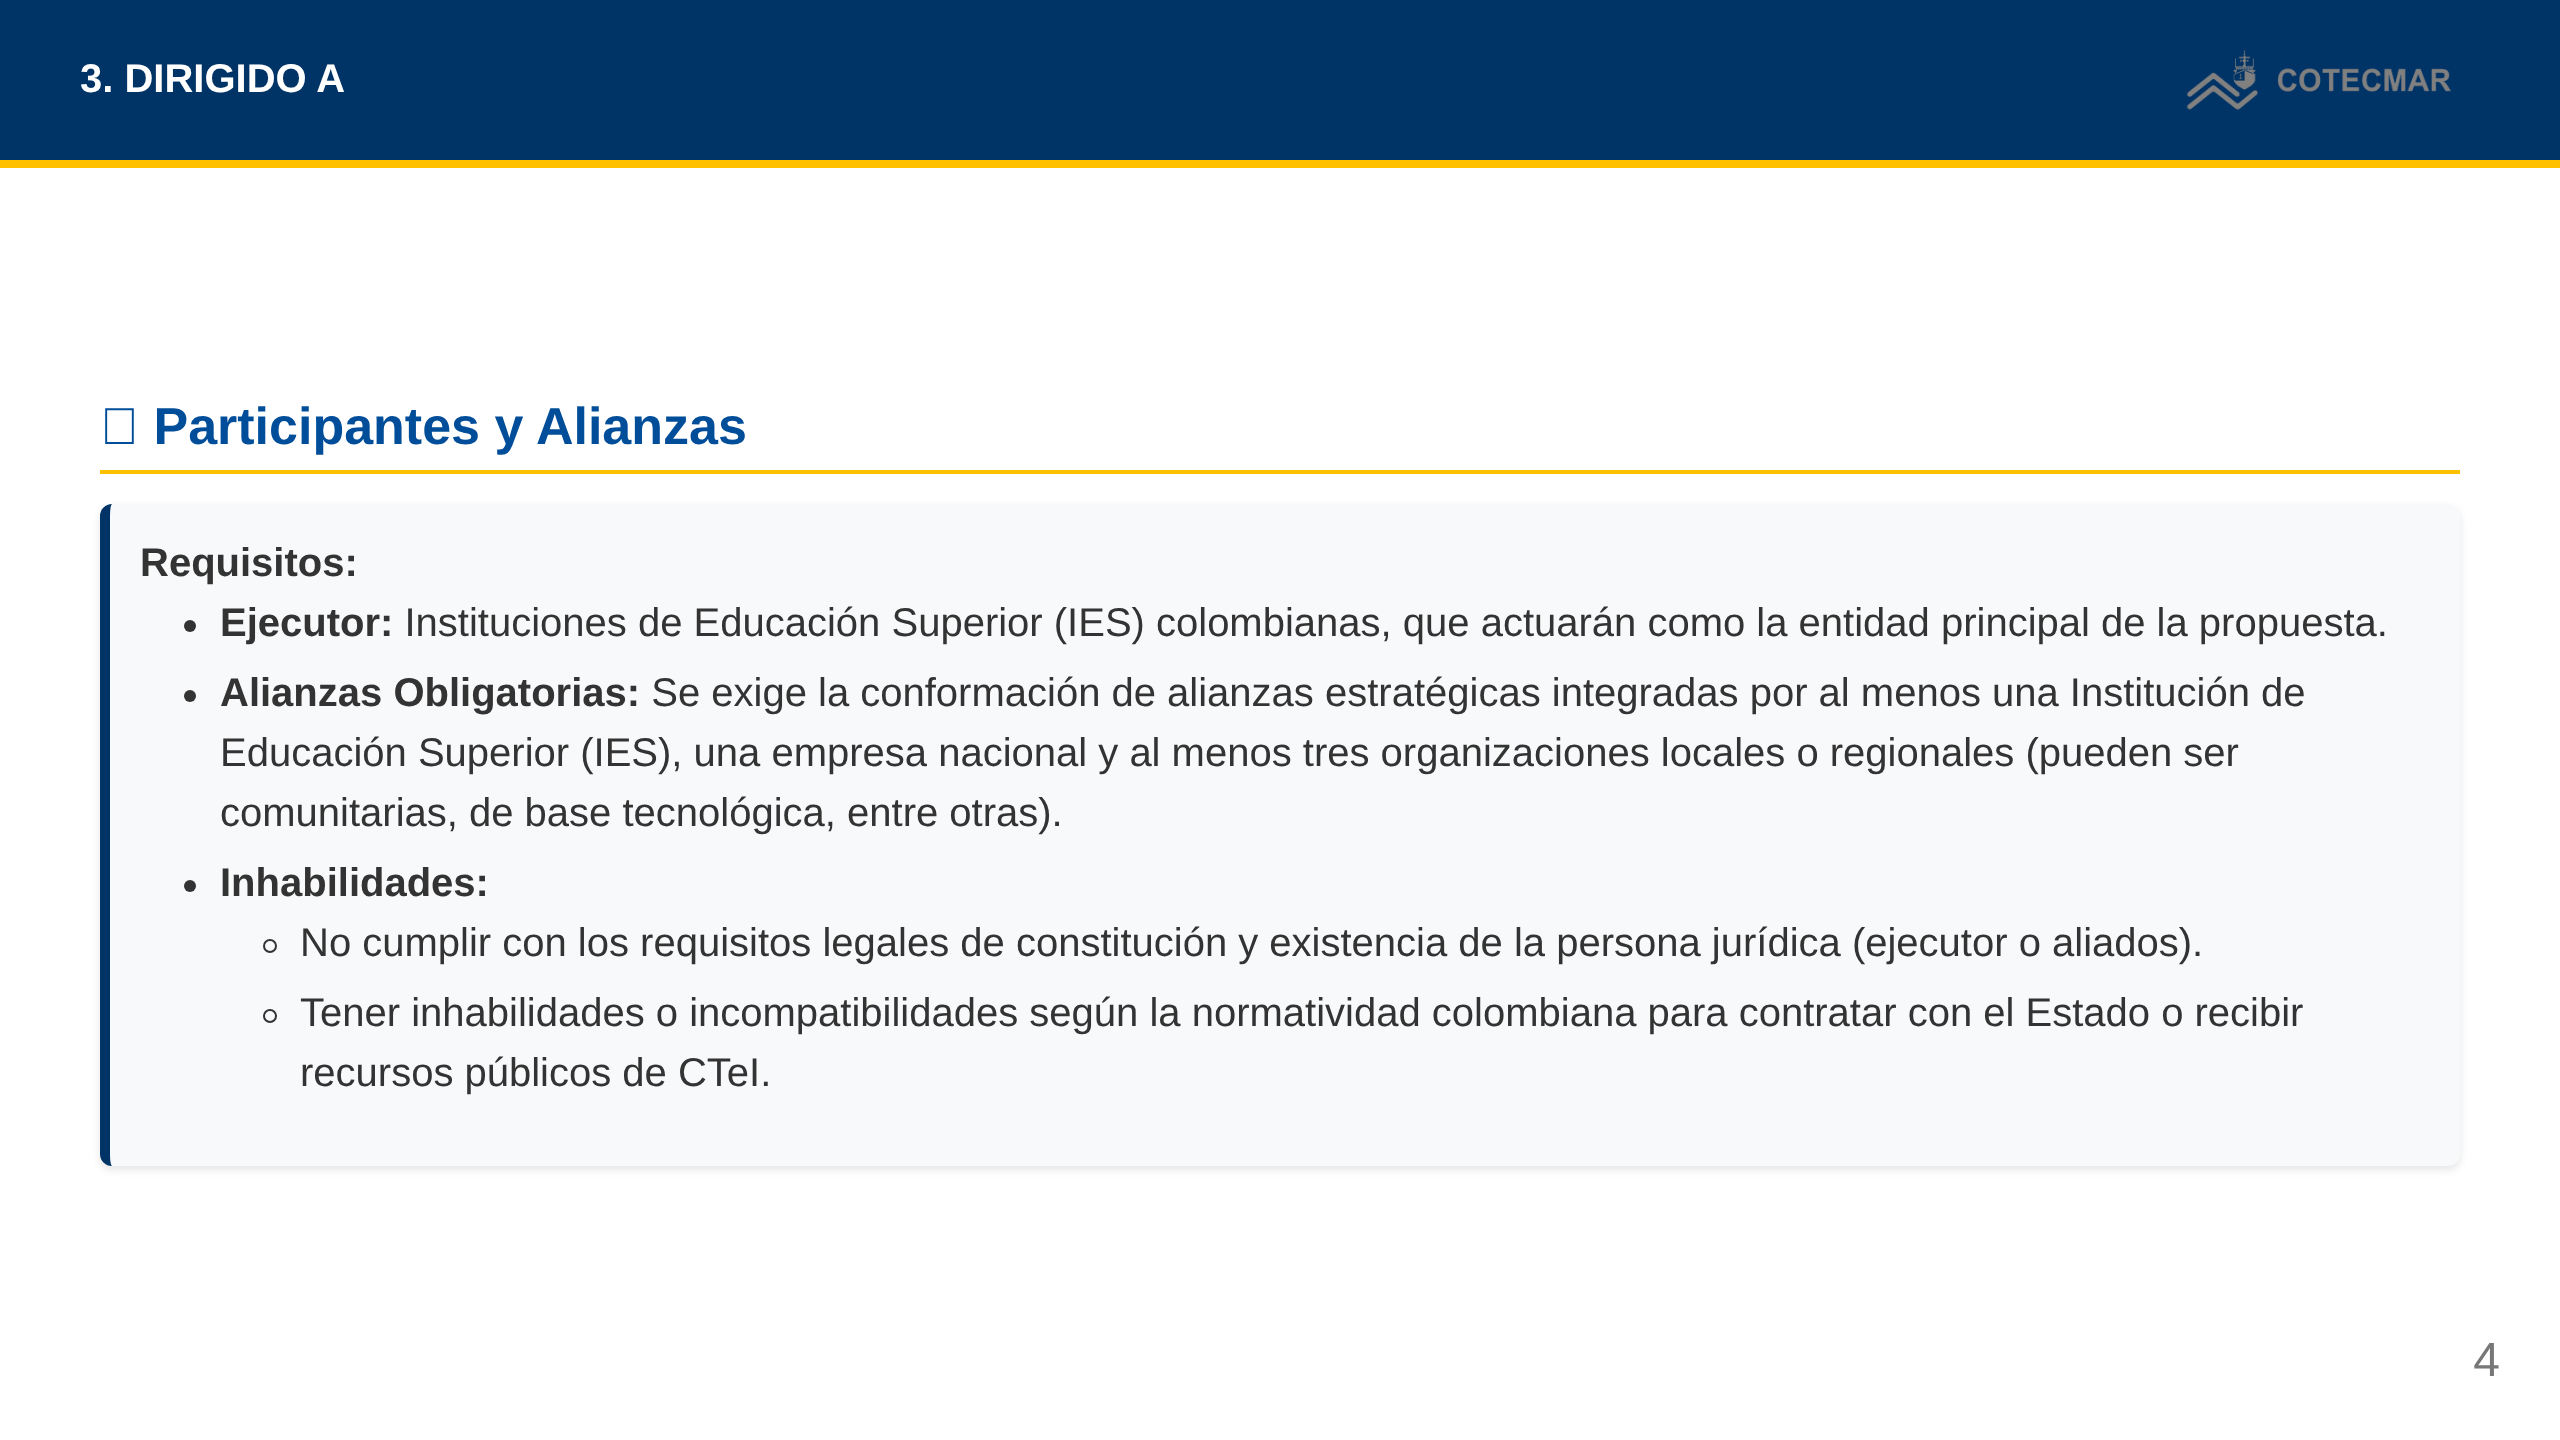 3. DIRIGIDO A
COTECMAR
Participantes y Alianzas
Requisitos:
• Ejecutor: Instituciones de Educación Superior (IES) colombianas, que actuarán como la entidad principal de la propuesta.
• Alianzas Obligatorias: Se exige la conformación de alianzas estratégicas integradas por al menos una Institución de
Educación Superior (IES), una empresa nacional y al menos tres organizaciones locales o regionales (pueden ser
comunitarias, de base tecnológica, entre otras).
• Inhabilidades:
◦ No cumplir con los requisitos legales de constitución y existencia de la persona jurídica (ejecutor o aliados).
◦ Tener inhabilidades o incompatibilidades según la normatividad colombiana para contratar con el Estado o recibir
recursos públicos de CTeI.
4